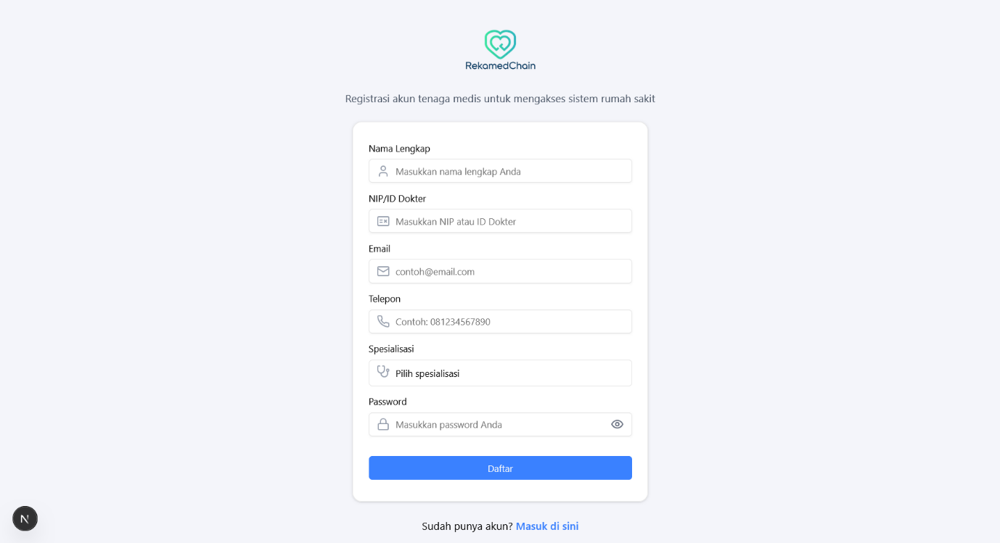 RekamedChain
Registrasi akun tenaga medis untuk mengakses sistem rumah sakit
Nama Lengkap
Masukkan nama lengkap Anda
NIP/ID Dokter
Masukkan NIP atau ID Dokter
Email
contoh@email.com
Telepon
Contoh: 081234567890
Spesialisasi
Pilih spesialisasi
Password
Masukkan password Anda
Daftar
N
Sudah punya akun? Masuk di sini